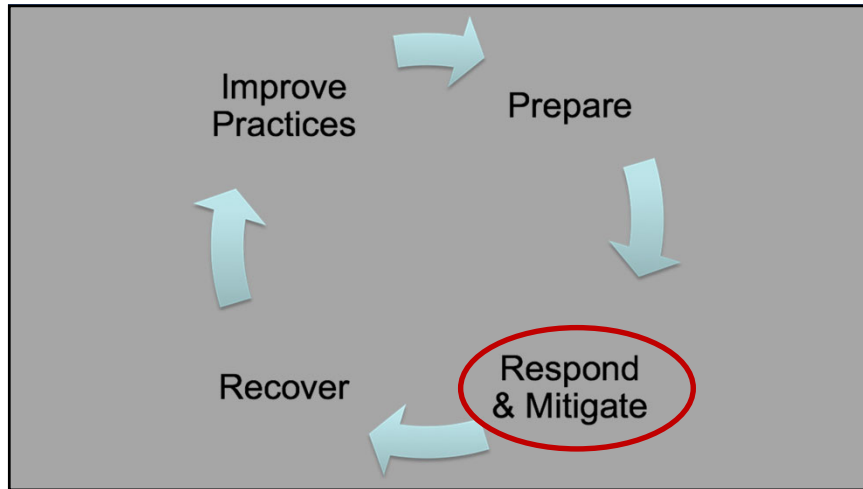 Improve
Practices
Prepare
Respond
& Mitigate
Recover